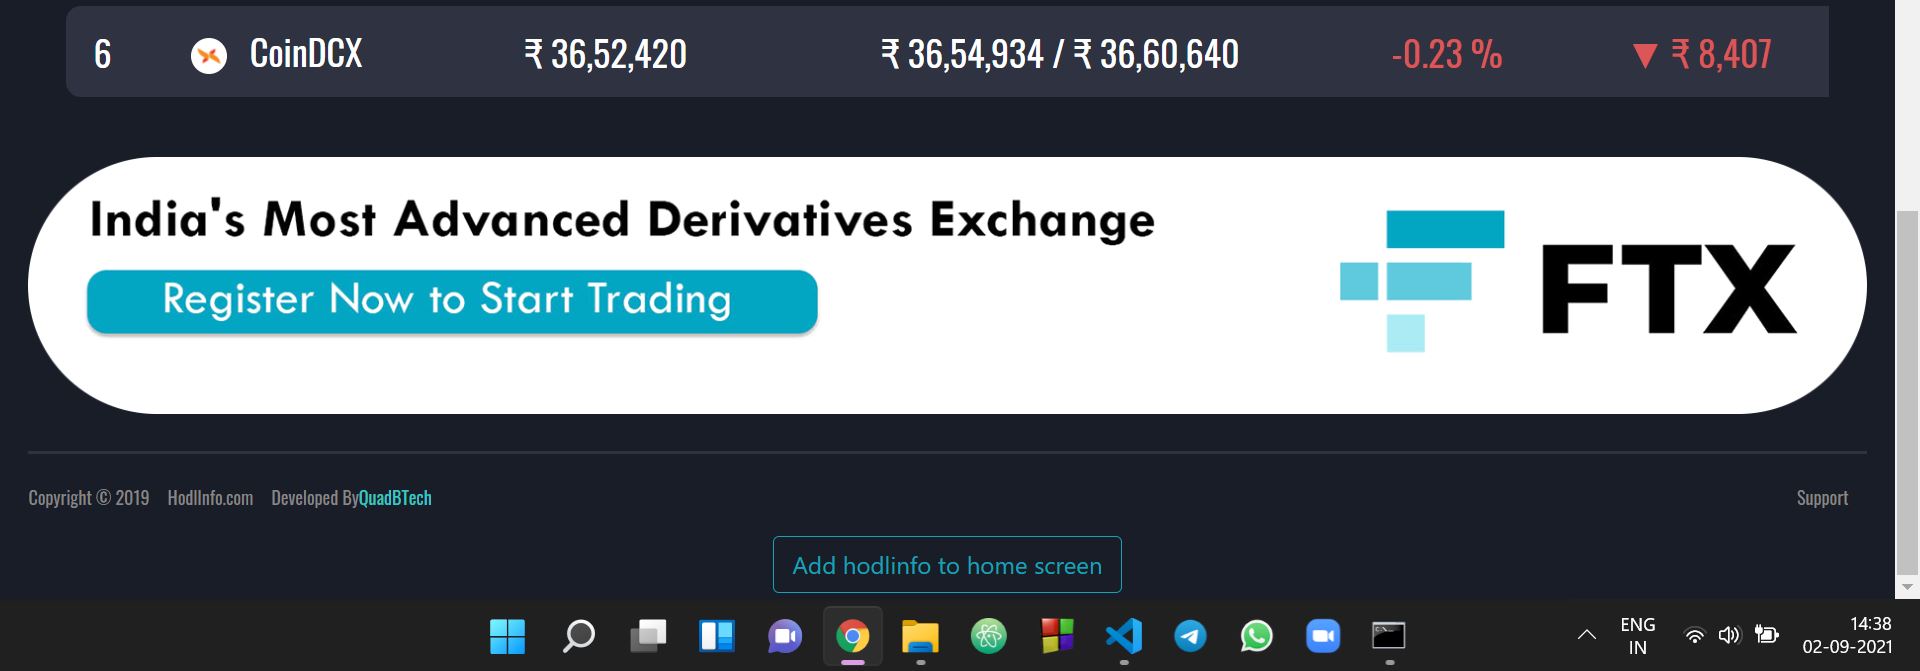 6 CoinDCX ₹ 36,52,420 ₹ 36,54,934 / ₹ 36,60,640 -0.23 % ▼ ₹ 8,407
India's Most Advanced Derivatives Exchange
Register Now to Start Trading
FTX
Copyright © 2019 HodlInfo.com Developed ByQuadBTech Support
Add hodlinfo to home screen
ENG
IN
14:38
02-09-2021